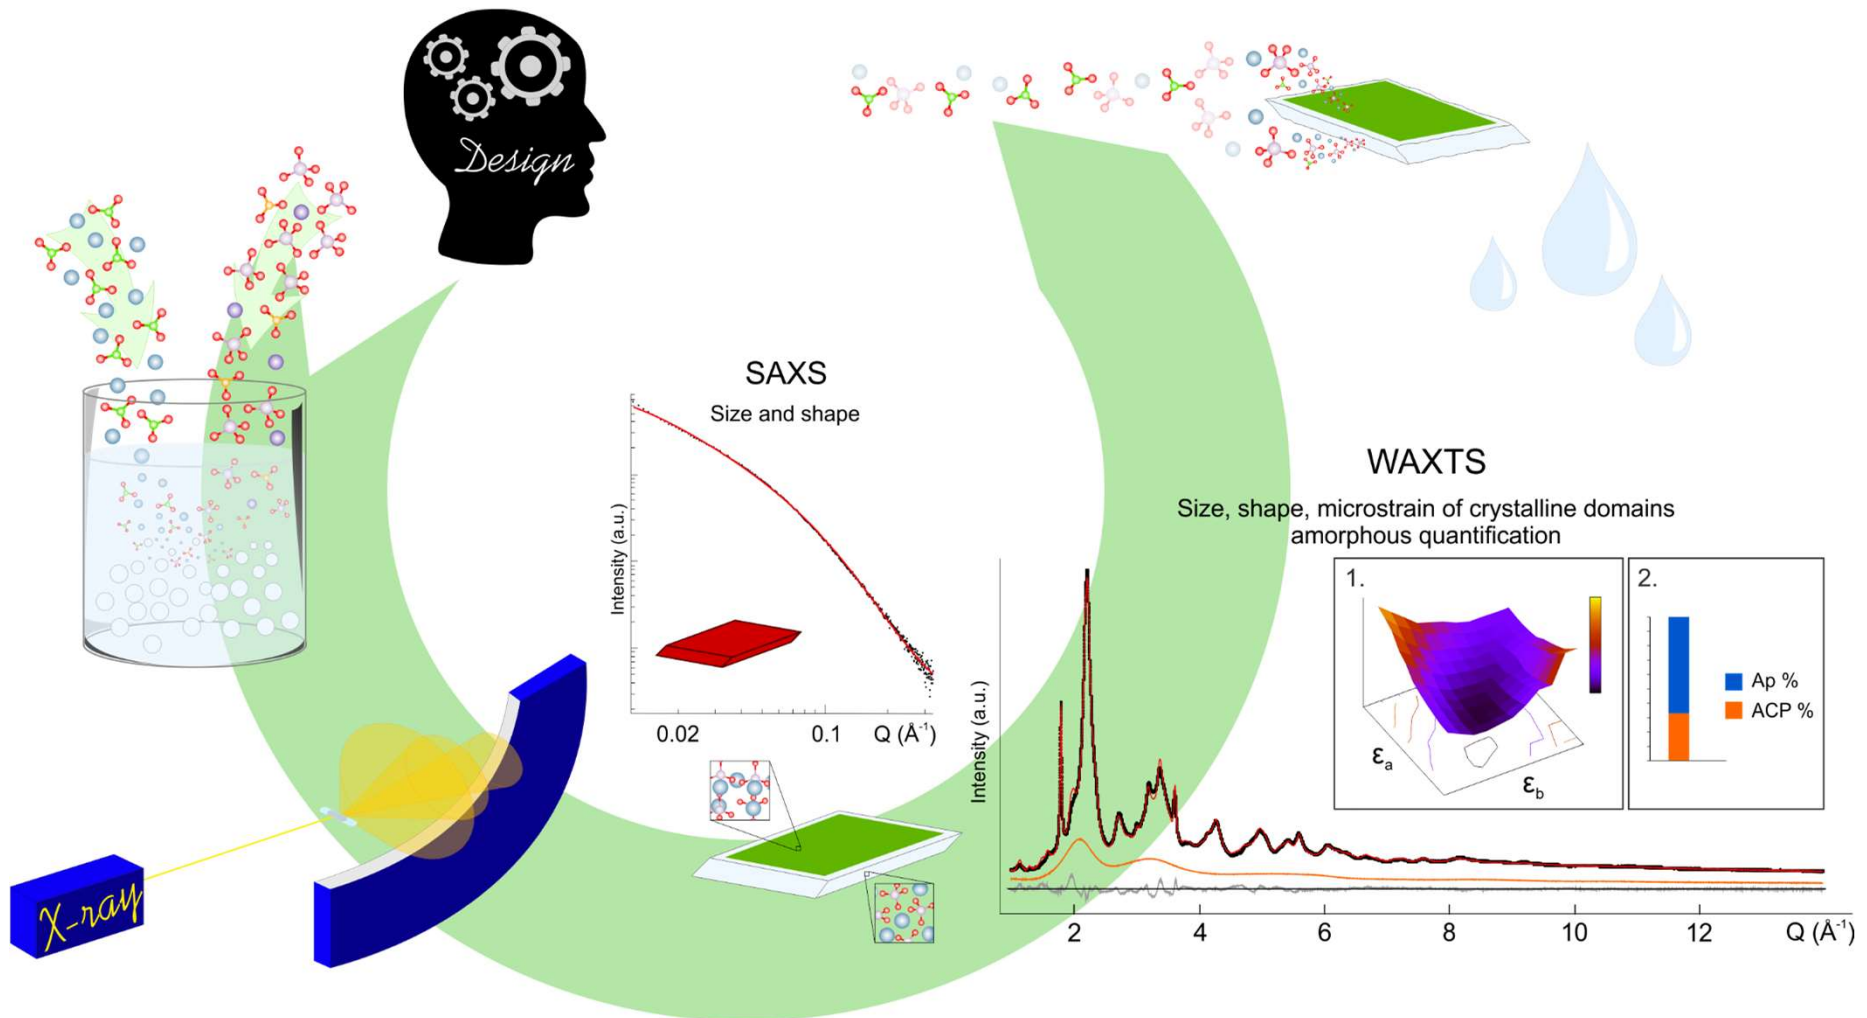 Design
SAXS
Size and shape
Intensity (a.u.)
0.02
0.1
Q (Å⁻¹)
WAXTS
Size, shape, microstrain of crystalline domains
amorphous quantification
1.
εa
εb
2.
Ap %
ACP %
Intensity (a.u.)
2
4
6
8
10
12
Q (Å⁻¹)
X-ray